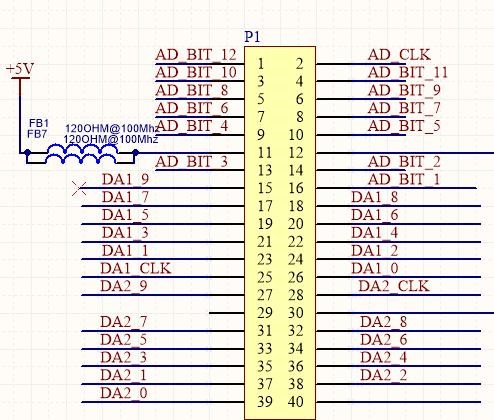 P1
AD_BIT_12 1 2 AD_CLK
+5V
AD_BIT_10 3 4 AD_BIT_11
AD_BIT_8 5 6 AD_BIT_9
AD_BIT_6 7 8 AD_BIT_7
FB1 120OHM@100Mhz
AD_BIT_4 9 10 AD_BIT_5
FB7 120OHM@100Mhz
11 12
AD_BIT_3 13 14 AD_BIT_2
DA1_9 15 16 AD_BIT_1
DA1_7 17 18 DA1_8
DA1_5 19 20 DA1_6
DA1_3 21 22 DA1_4
DA1_1 23 24 DA1_2
DA1_CLK 25 26 DA1_0
DA2_9 27 28 DA2_CLK
29 30
DA2_7 31 32 DA2_8
DA2_5 33 34 DA2_6
DA2_3 35 36 DA2_4
DA2_1 37 38 DA2_2
DA2_0 39 40